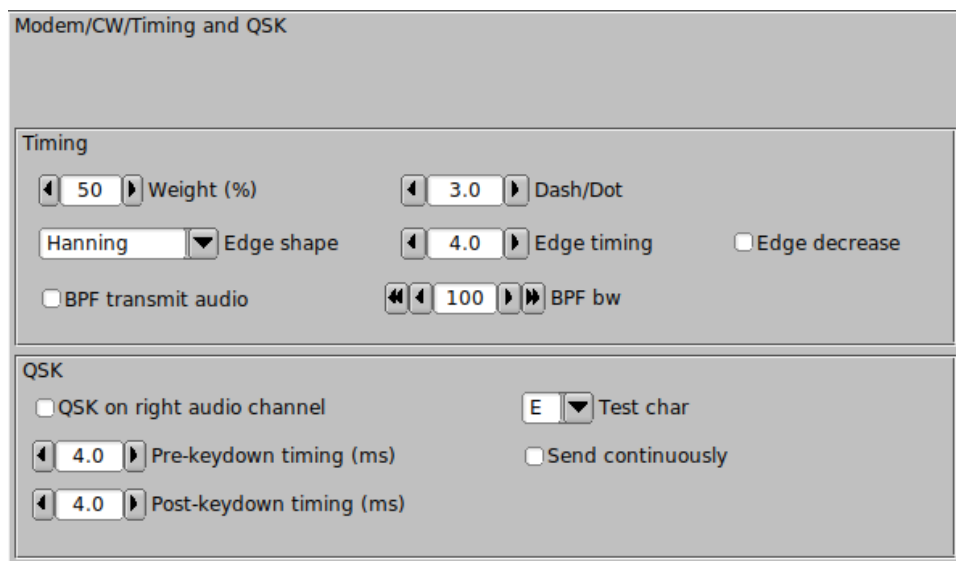 Modem/CW/Timing and QSK
Timing
50 Weight (%) 3.0 Dash/Dot
Hanning Edge shape 4.0 Edge timing Edge decrease
BPF transmit audio 100 BPF bw
QSK
QSK on right audio channel E Test char
4.0 Pre-keydown timing (ms) Send continuously
4.0 Post-keydown timing (ms)